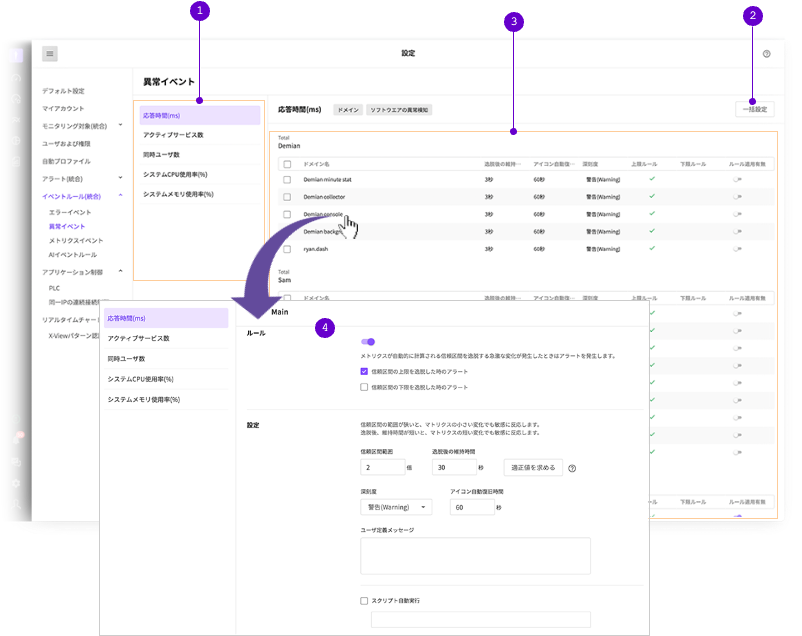 1
2
3
設定
異常イベント
デフォルト設定
マイアカウント
モニタリング対象(統合)
ユーザおよび権限
自動プロファイル
アラート(統合)
イベントルール(統合)
エラーイベント
異常イベント
メトリクスイベント
AIイベントルール
アプリケーション制御
PLC
同一IPの連続接続
リアルタイムチャー
X-Viewパターン認
応答時間(ms)
アクティブサービス数
同時ユーザ数
システムCPU使用率(%)
システムメモリ使用率(%)
応答時間(ms) ドメイン ソフトウエアの異常検知 一括設定
Total
Demian
ドメイン名 逸脱後の維持… アイコン自動復… 深刻度 上限ルール 下限ルール ルール適用有無
Demian minute stat 3秒 60秒 警告(Warning)
Demian collector 3秒 60秒 警告(Warning)
Demian console 3秒 60秒 警告(Warning)
Demian backgr 3秒 60秒 警告(Warning)
ryan.dash 3秒 60秒 警告(Warning)
Total
Sam
ドメイン名 逸脱後の維持… アイコン自動復… 深刻度 上限ルール 下限ルール ルール適用有無
ール 下限ルール ルール適用有無
4
応答時間(ms)
アクティブサービス数
同時ユーザ数
システムCPU使用率(%)
システムメモリ使用率(%)
Main
ルール
メトリクスが自動的に計算される信頼区間を逸脱する急激な変化が発生したときはアラートを発生します。
信頼区間の上限を逸脱した時のアラート
信頼区間の下限を逸脱した時のアラート
設定
信頼区間の範囲が狭いと、マトリクスの小さい変化でも敏感に反応します。
逸脱後、維持時間が短いと、マトリクスの短い変化でも敏感に反応します。
信頼区間範囲 逸脱後の維持時間
2 倍 30 秒 適正値を求める
深刻度 アイコン自動復旧時間
警告(Warning) 60 秒
ユーザ定義メッセージ
スクリプト自動実行